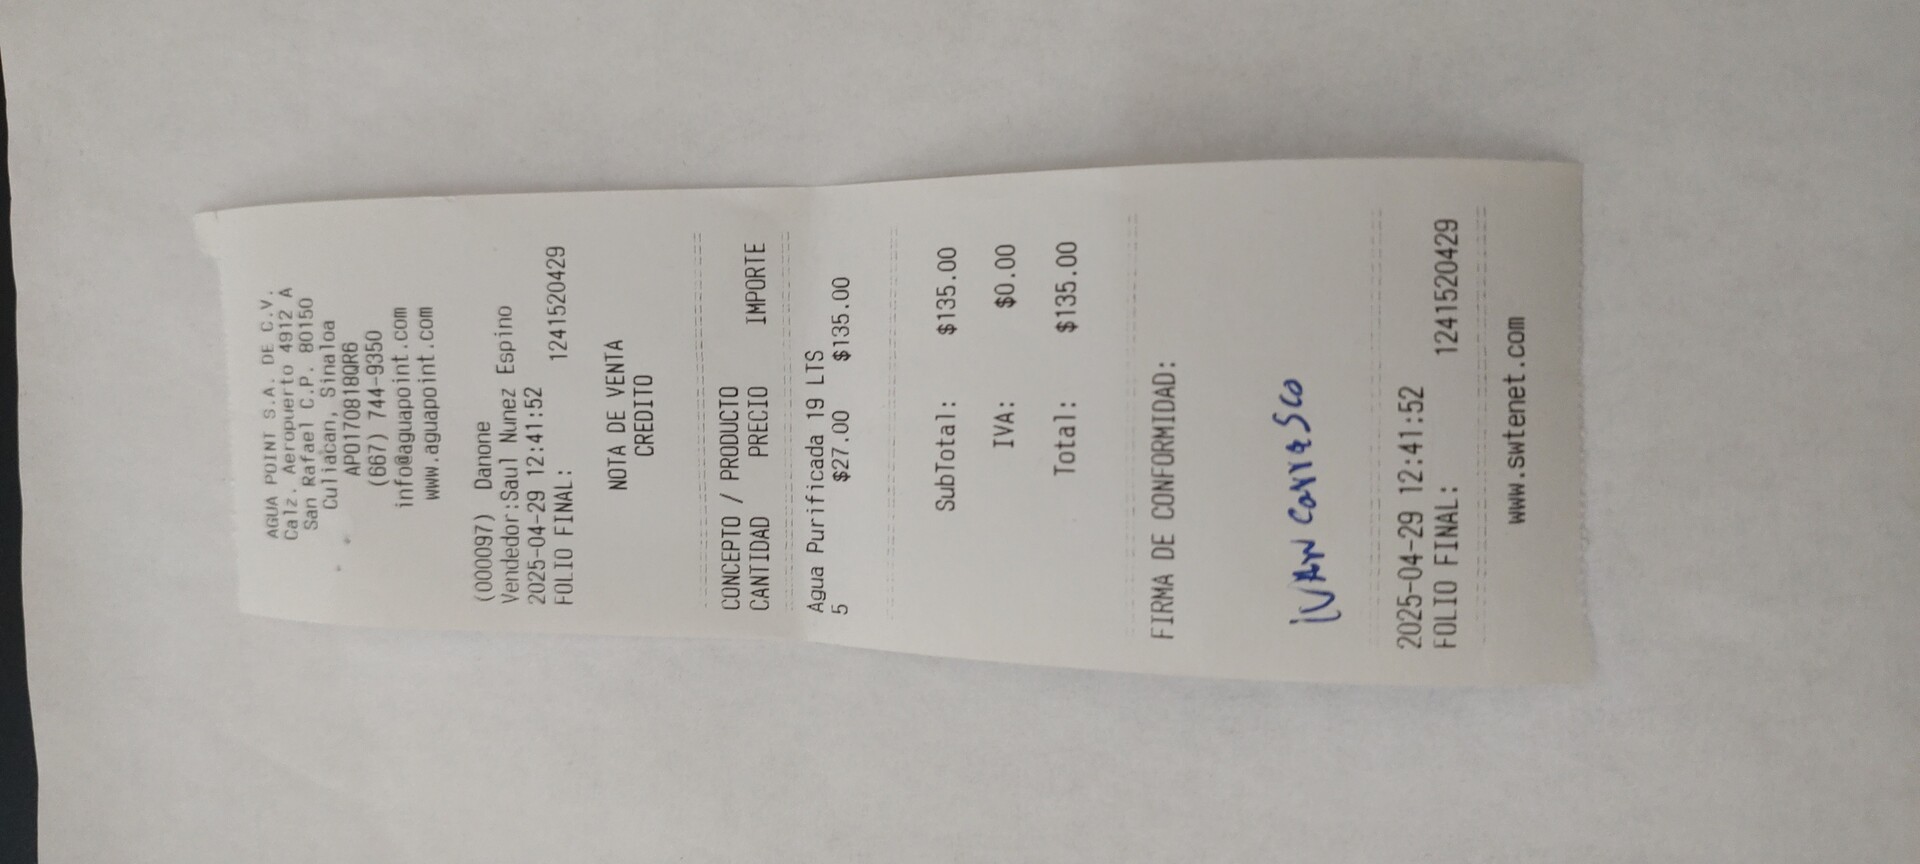 AGUA POINT S.A. DE C.V.
Calz. Aeropuerto 4912 A
San Rafael C.P. 80150
Culiacan, Sinaloa
APO170818QR6
(667) 744-9350
info@aguapoint.com
www.aguapoint.com
(000097) Danone
Vendedor:Saul Nunez Espino
2025-04-29 12:41:52
FOLIO FINAL: 1241520429
NOTA DE VENTA
CREDITO
CONCEPTO / PRODUCTO
CANTIDAD PRECIO IMPORTE
Agua Purificada 19 LTS
5 $27.00 $135.00
SubTotal: $135.00
IVA: $0.00
Total: $135.00
FIRMA DE CONFORMIDAD:
iVAN CarraSco
2025-04-29 12:41:52
FOLIO FINAL: 1241520429
www.swtenet.com